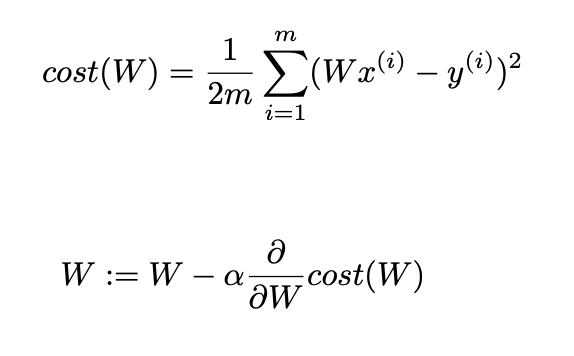 cost(W) = \frac{1}{2m} \sum_{i=1}^{m} (Wx^{(i)} - y^{(i)})^2
W := W - \alpha \frac{\partial}{\partial W} cost(W)